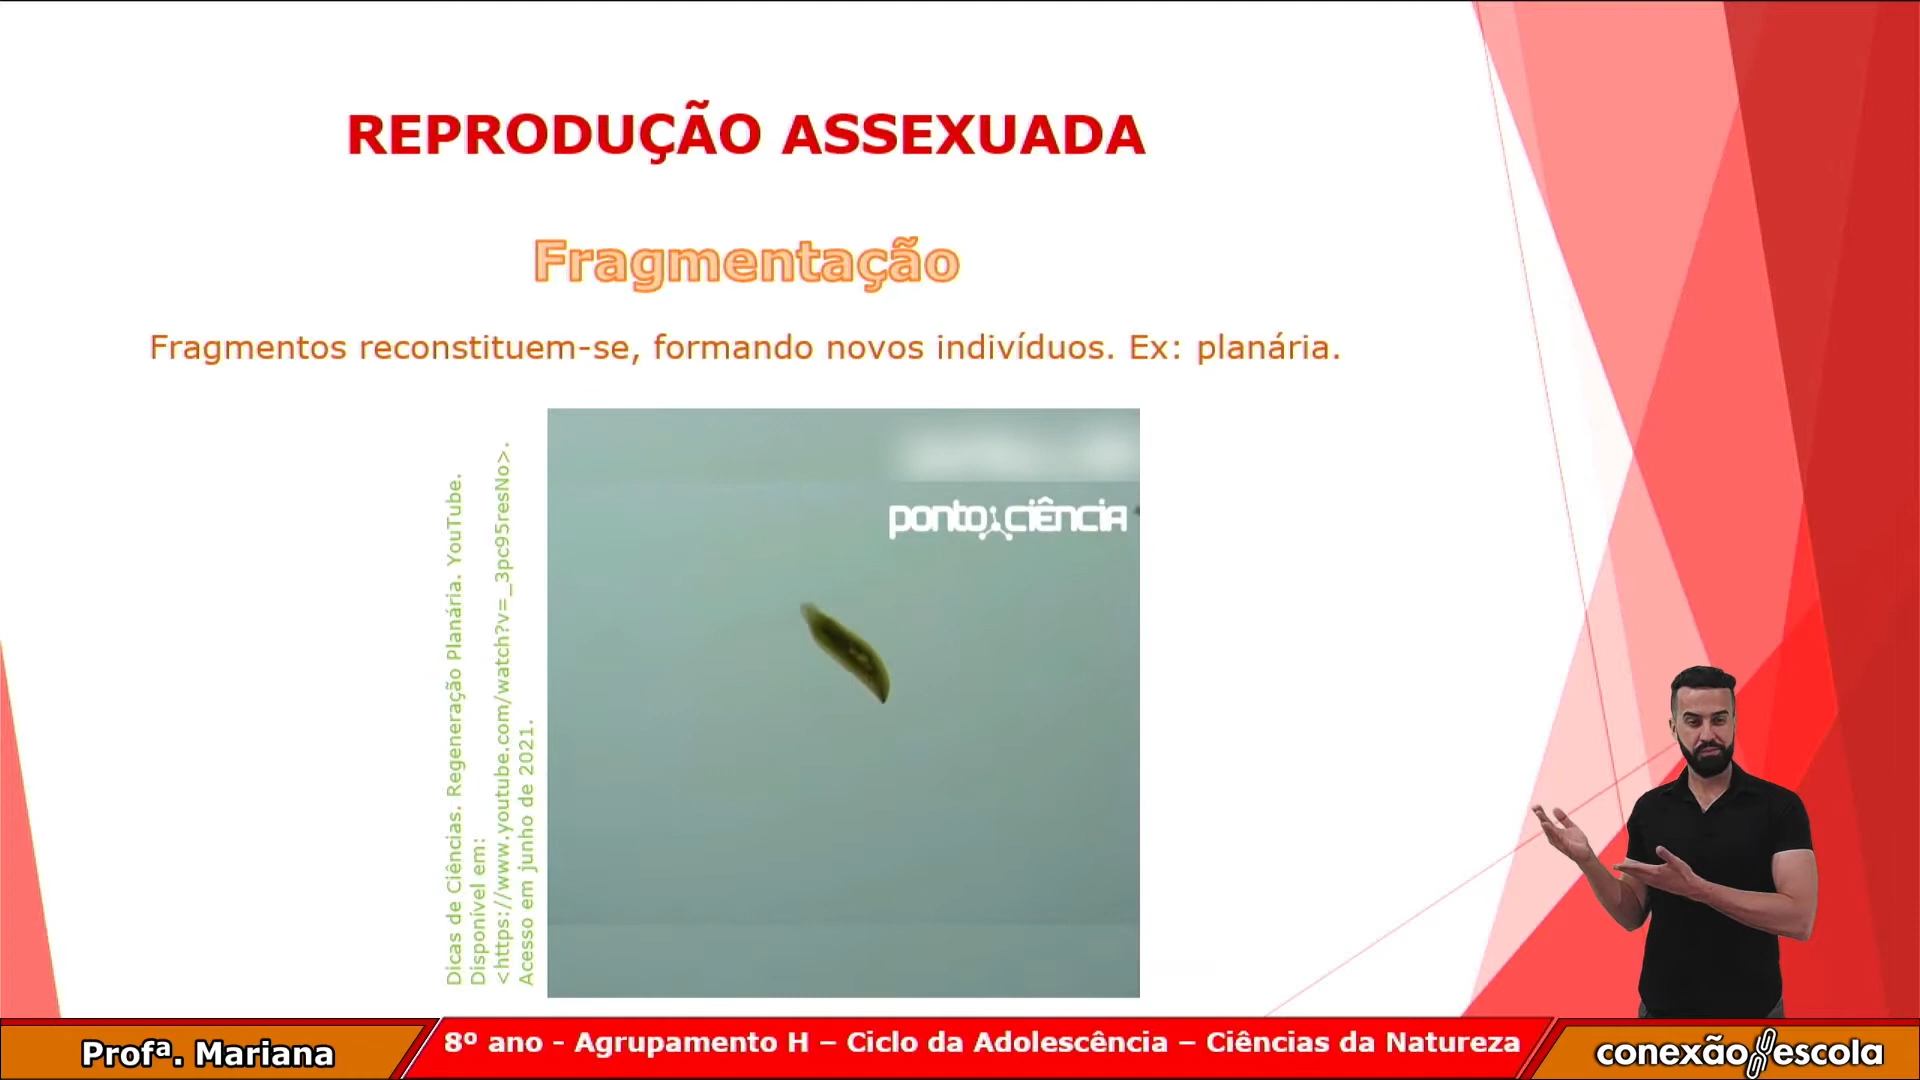 REPRODUÇÃO ASSEXUADA
Fragmentação
Fragmentos reconstituem-se, formando novos indivíduos. Ex: planária.
Dicas de Ciências. Regeneração Planária. YouTube.
Disponível em:
<https://www.youtube.com/watch?v=_3pc95resNo>.
Acesso em junho de 2021.
ponto ciência
Profª. Mariana
8º ano - Agrupamento H – Ciclo da Adolescência – Ciências da Natureza
conexão escola